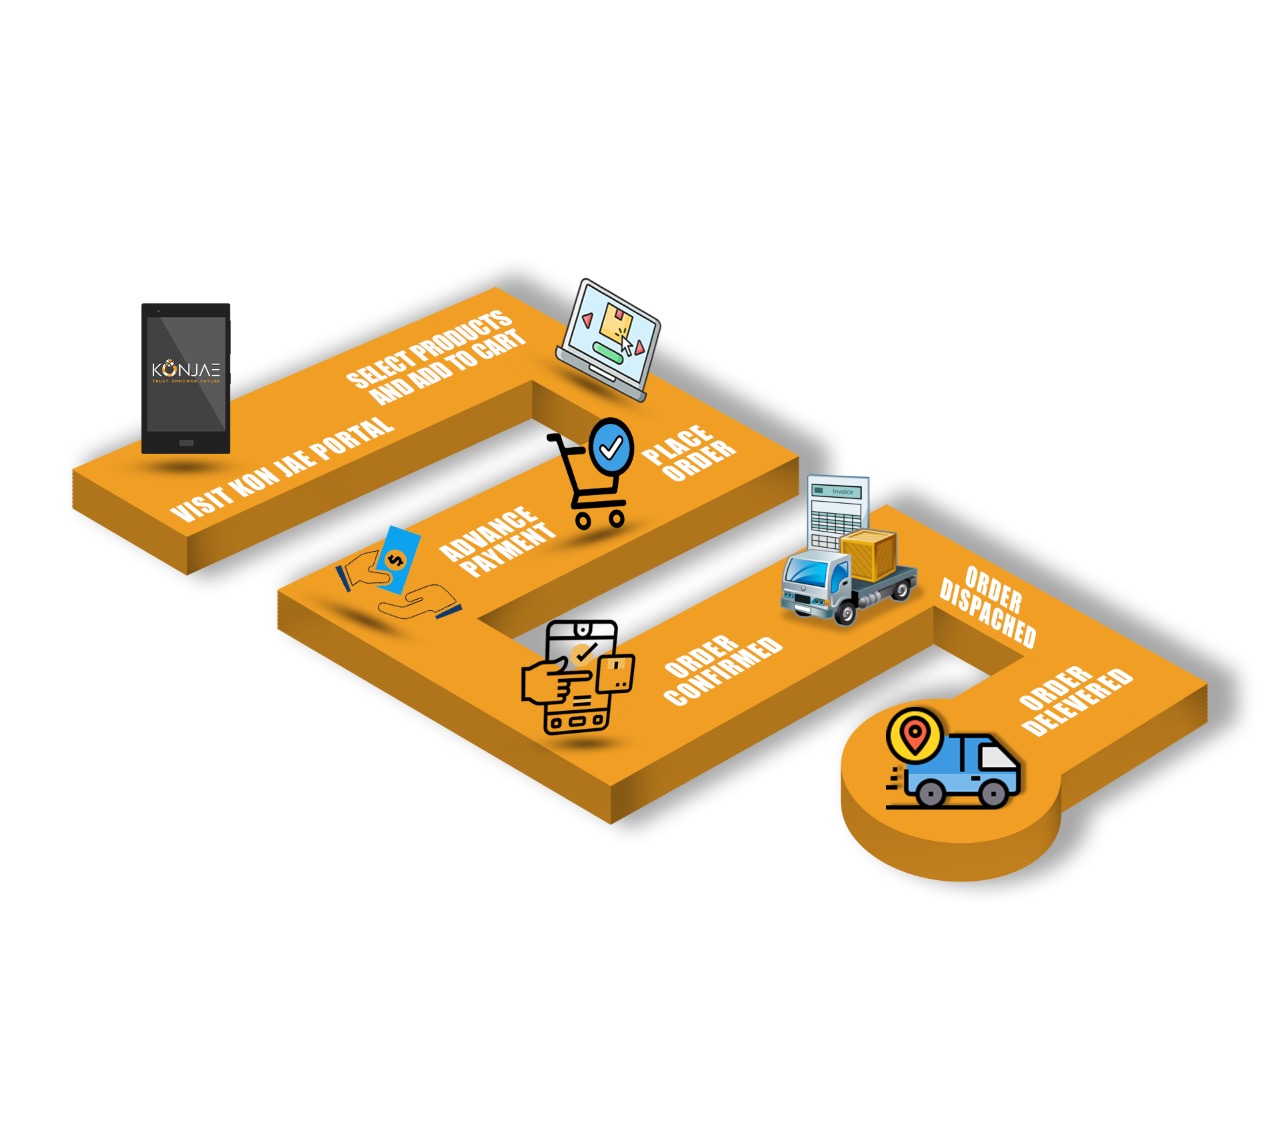 KONJAE
TRUST EMPOWER FUTURE
VISIT KON JAE PORTAL
SELECT PRODUCTS
AND ADD TO CART
PLACE
ORDER
ADVANCE
PAYMENT
ORDER
CONFIRMED
Invoice
ORDER
DISPACHED
ORDER
DELEVERED